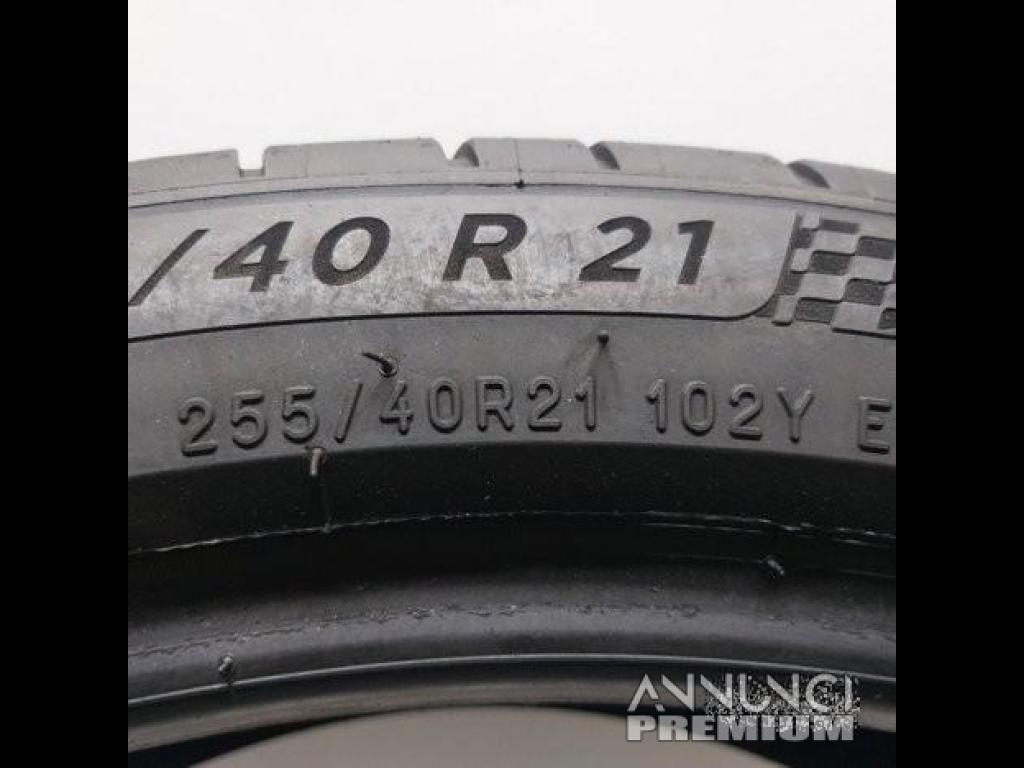 /40 R 21
255/40R21 102Y E
ANNUNCI
PREMIUM